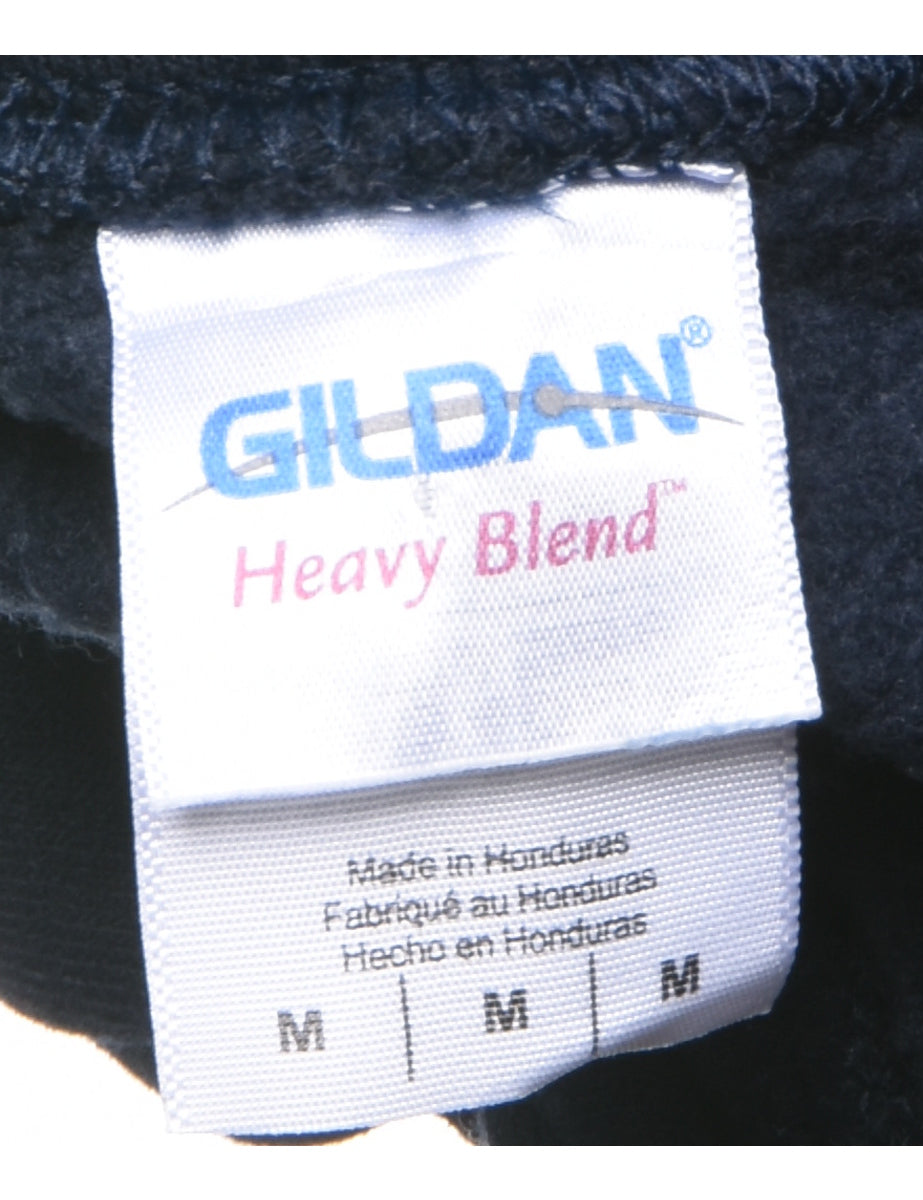 GILDAN®
Heavy Blend™
Made in Honduras
Fabriqué au Honduras
Hecho en Honduras
M M M